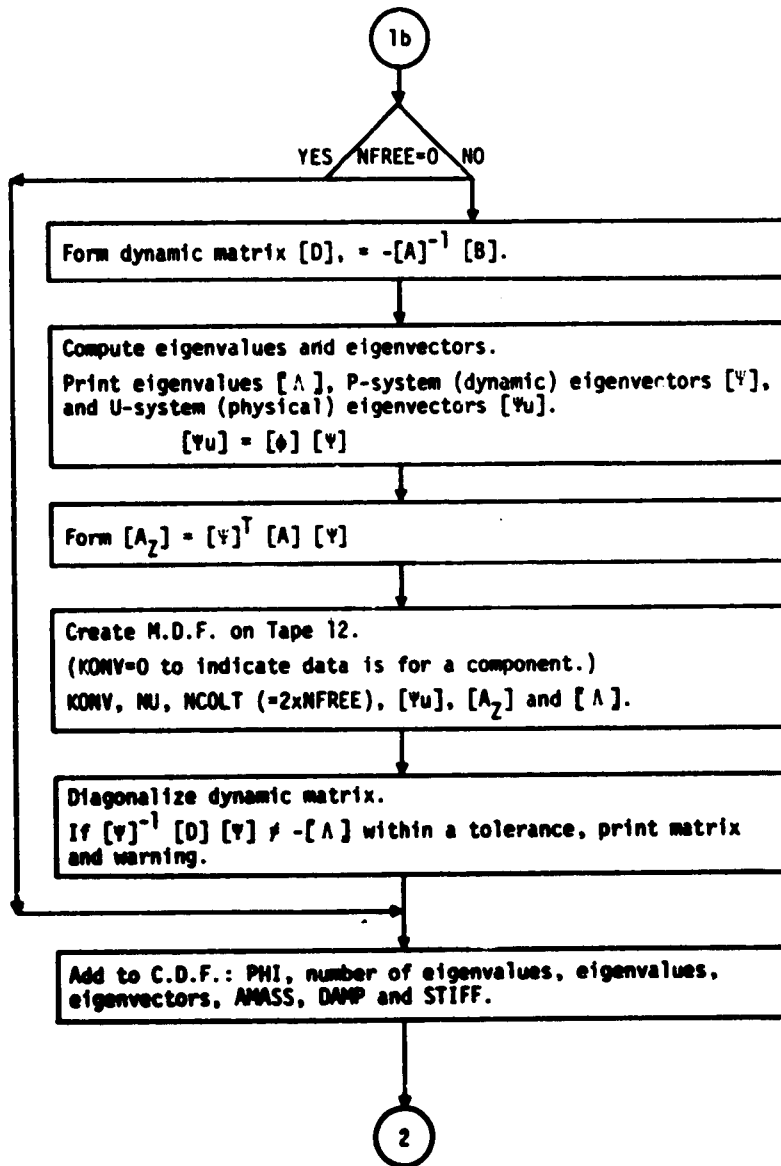 1b
YES NFREE=0 NO
Form dynamic matrix [D], = -[A]^-1 [B].
Compute eigenvalues and eigenvectors.
Print eigenvalues [Λ], P-system (dynamic) eigenvectors [Ψ],
and U-system (physical) eigenvectors [Ψu].
[Ψu] = [ϕ] [Ψ]
Form [A_Z] = [Ψ]^T [A] [Ψ]
Create M.D.F. on Tape 12.
(KONV=0 to indicate data is for a component.)
KONV, NU, NCOLT (=2xNFREE), [Ψu], [A_Z] and [Λ].
Diagonalize dynamic matrix.
If [Ψ]^-1 [D] [Ψ] ≠ -[Λ] within a tolerance, print matrix
and warning.
Add to C.D.F.: PHI, number of eigenvalues, eigenvalues,
eigenvectors, AMASS, DAMP and STIFF.
2